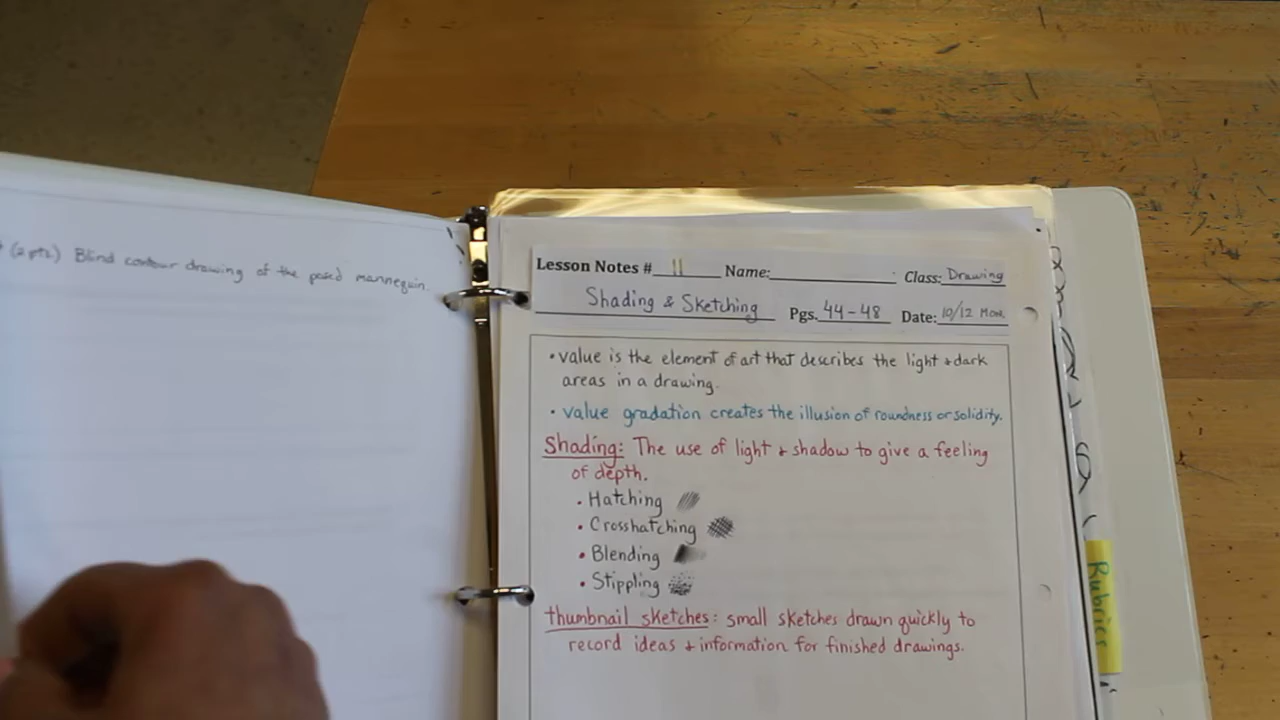 (2 pts) Blind contour drawing of the posed mannequin.
Lesson Notes # 11 Name: Class: Drawing
Shading & Sketching Pgs. 44-48 Date: 10/12 Mon.
• value is the element of art that describes the light & dark
areas in a drawing.
• value gradation creates the illusion of roundness or solidity.
Shading: The use of light & shadow to give a feeling
of depth.
• Hatching
• Crosshatching
• Blending
• Stippling
thumbnail sketches: small sketches drawn quickly to
record ideas & information for finished drawings.
Rubrics